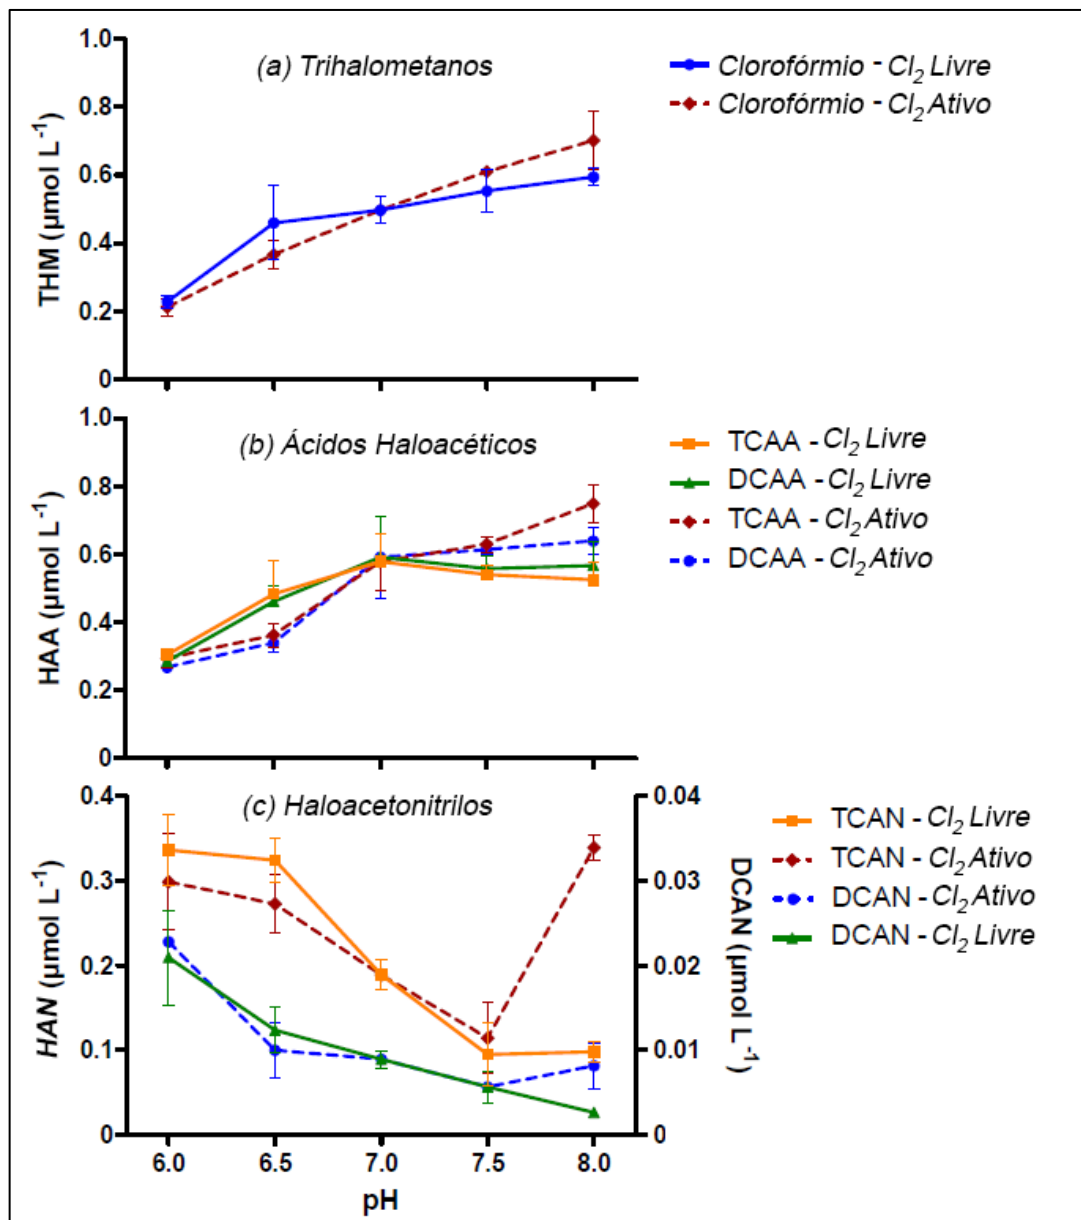 (a) Trihalometanos
Clorofórmio - Cl2 Livre
Clorofórmio - Cl2 Ativo
THM (µmol L-1)
1.0
0.8
0.6
0.4
0.2
0
(b) Ácidos Haloacéticos
TCAA - Cl2 Livre
DCAA - Cl2 Livre
TCAA - Cl2 Ativo
DCAA - Cl2 Ativo
HAA (µmol L-1)
1.0
0.8
0.6
0.4
0.2
0
(c) Haloacetonitrilos
TCAN - Cl2 Livre
TCAN - Cl2 Ativo
DCAN - Cl2 Ativo
DCAN - Cl2 Livre
HAN (µmol L-1)
0.4
0.3
0.2
0.1
0
DCAN (µmol L-1)
0.04
0.03
0.02
0.01
0
6.0 6.5 7.0 7.5 8.0
pH